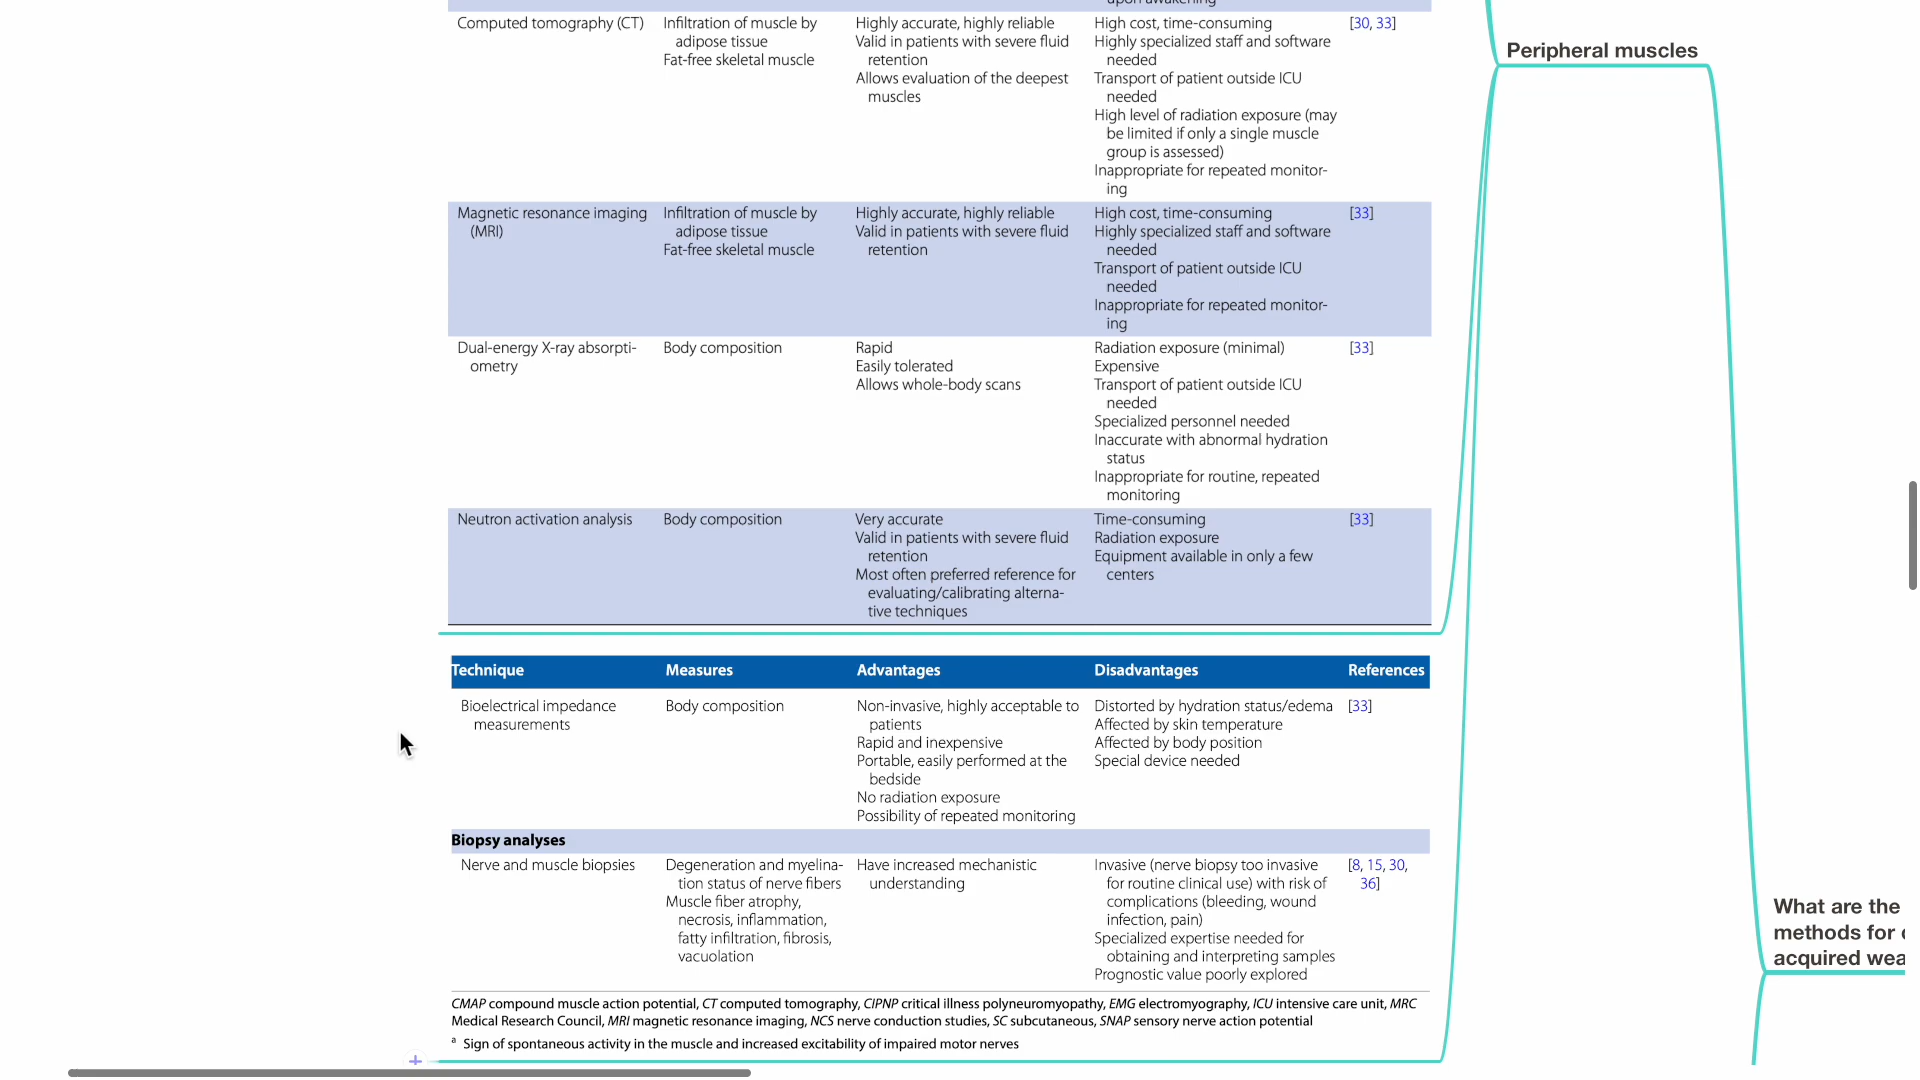 upon awakening
Computed tomography (CT)
Infiltration of muscle by
adipose tissue
Fat-free skeletal muscle
Highly accurate, highly reliable
Valid in patients with severe fluid
retention
Allows evaluation of the deepest
muscles
High cost, time-consuming
Highly specialized staff and software
needed
Transport of patient outside ICU
needed
High level of radiation exposure (may
be limited if only a single muscle
group is assessed)
Inappropriate for repeated monitor-
ing
[30, 33]
Magnetic resonance imaging
(MRI)
Infiltration of muscle by
adipose tissue
Fat-free skeletal muscle
Highly accurate, highly reliable
Valid in patients with severe fluid
retention
High cost, time-consuming
Highly specialized staff and software
needed
Transport of patient outside ICU
needed
Inappropriate for repeated monitor-
ing
[33]
Dual-energy X-ray absorpti-
ometry
Body composition
Rapid
Easily tolerated
Allows whole-body scans
Radiation exposure (minimal)
Expensive
Transport of patient outside ICU
needed
Specialized personnel needed
Inaccurate with abnormal hydration
status
Inappropriate for routine, repeated
monitoring
[33]
Neutron activation analysis
Body composition
Very accurate
Valid in patients with severe fluid
retention
Most often preferred reference for
evaluating/calibrating alterna-
tive techniques
Time-consuming
Radiation exposure
Equipment available in only a few
centers
[33]
Technique Measures Advantages Disadvantages References
Bioelectrical impedance
measurements
Body composition
Non-invasive, highly acceptable to
patients
Rapid and inexpensive
Portable, easily performed at the
bedside
No radiation exposure
Possibility of repeated monitoring
Distorted by hydration status/edema
Affected by skin temperature
Affected by body position
Special device needed
[33]
Biopsy analyses
Nerve and muscle biopsies
Degeneration and myelina-
tion status of nerve fibers
Muscle fiber atrophy,
necrosis, inflammation,
fatty infiltration, fibrosis,
vacuolation
Have increased mechanistic
understanding
Invasive (nerve biopsy too invasive
for routine clinical use) with risk of
complications (bleeding, wound
infection, pain)
Specialized expertise needed for
obtaining and interpreting samples
Prognostic value poorly explored
[8, 15, 30,
36]
CMAP compound muscle action potential, CT computed tomography, CIPNP critical illness polyneuromyopathy, EMG electromyography, ICU intensive care unit, MRC
Medical Research Council, MRI magnetic resonance imaging, NCS nerve conduction studies, SC subcutaneous, SNAP sensory nerve action potential
a Sign of spontaneous activity in the muscle and increased excitability of impaired motor nerves
Peripheral muscles
What are the
methods for
acquired wea